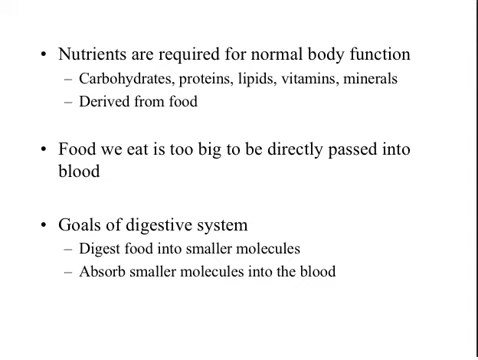 • Nutrients are required for normal body function
– Carbohydrates, proteins, lipids, vitamins, minerals
– Derived from food
• Food we eat is too big to be directly passed into
blood
• Goals of digestive system
– Digest food into smaller molecules
– Absorb smaller molecules into the blood